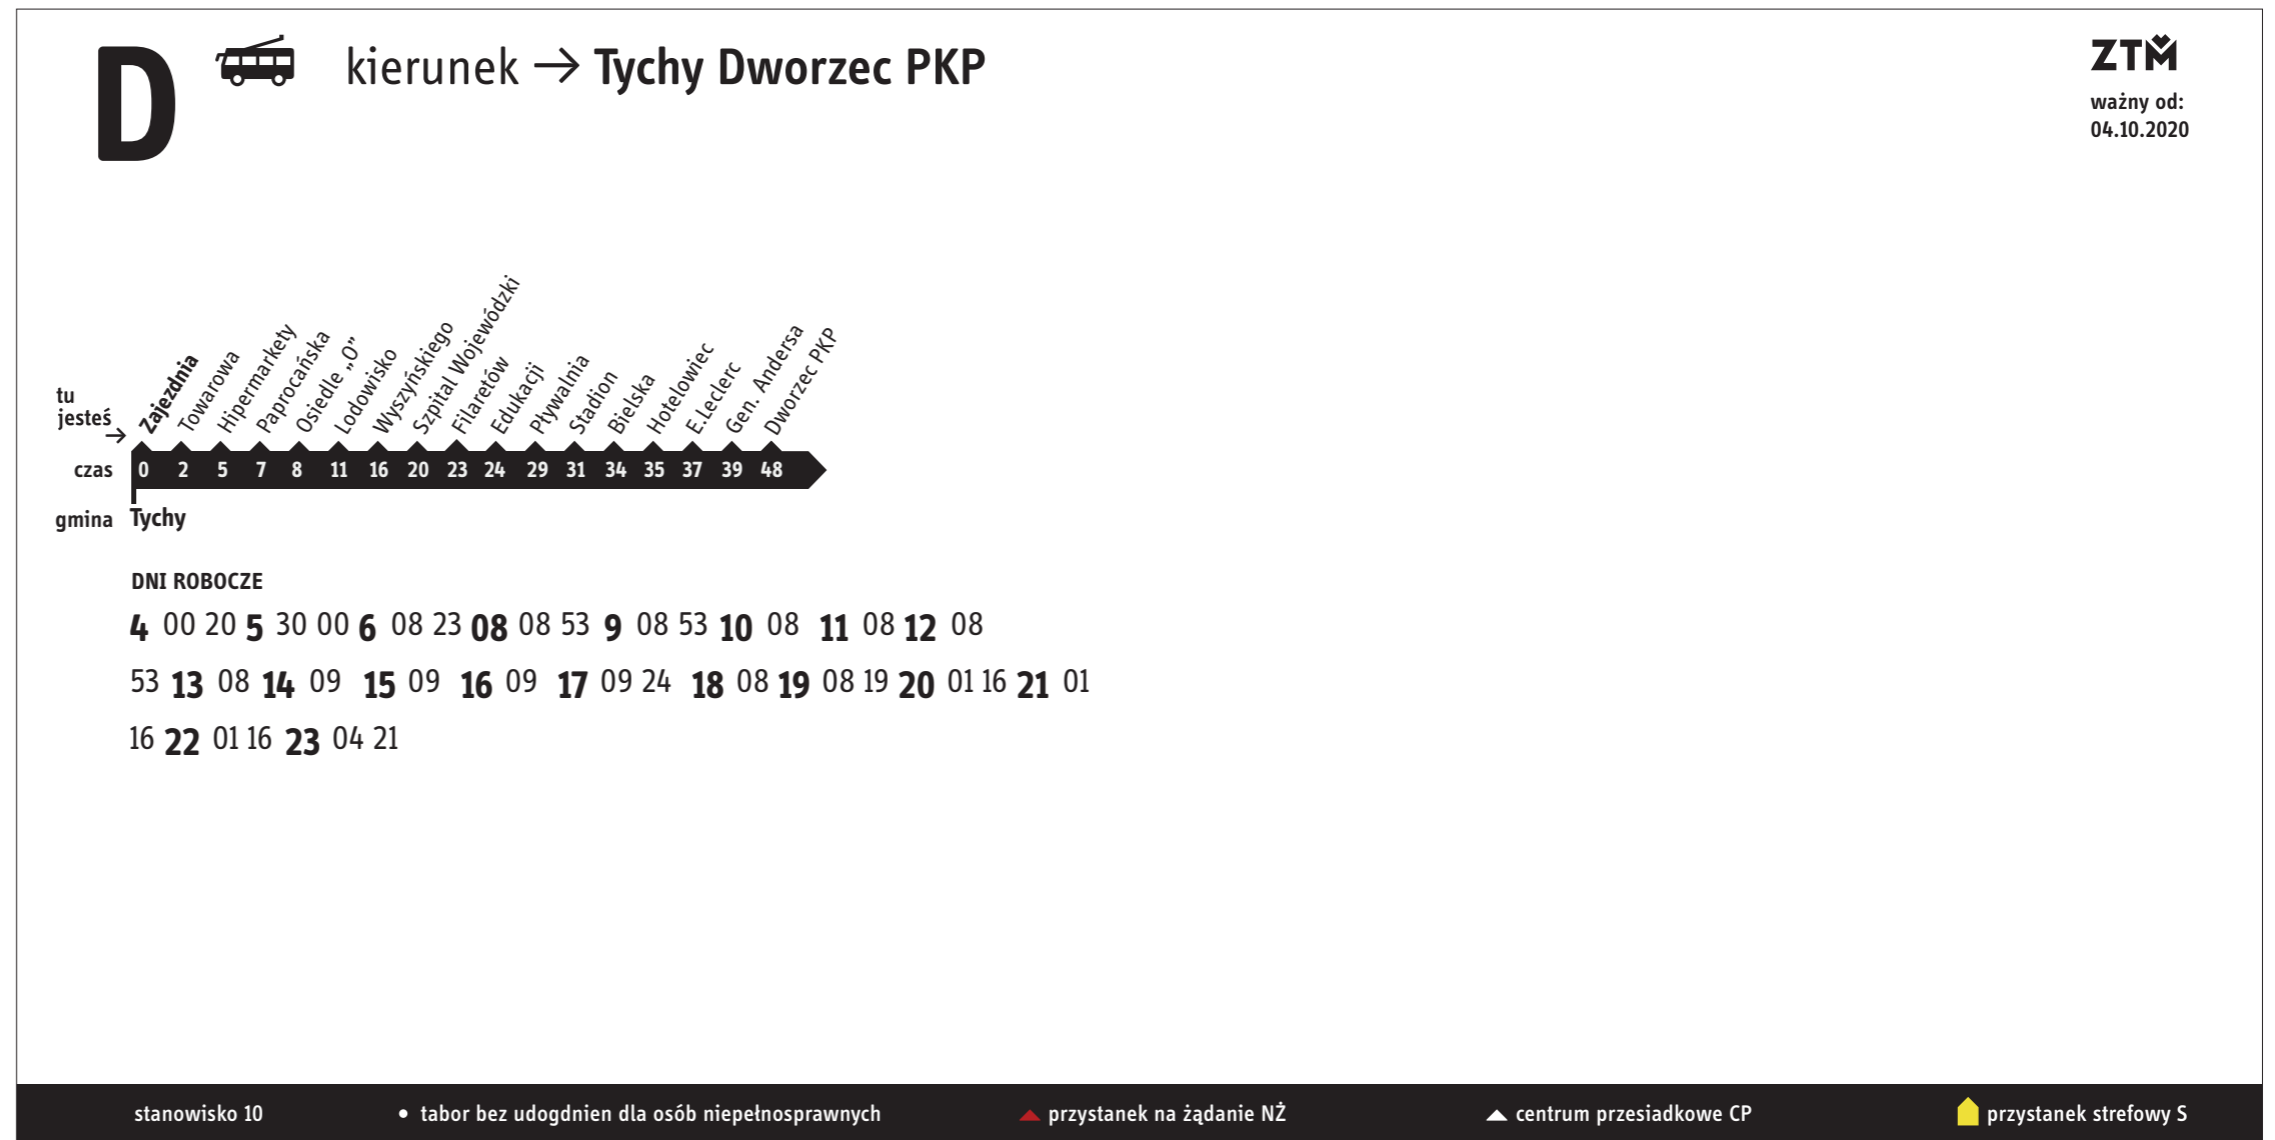 D kierunek → Tychy Dworzec PKP
ZTM
ważny od:
04.10.2020
tu
jesteś →
Zajezdnia
Towarowa
Hipermarkety
Paprocańska
Osiedle „O”
Lodowisko
Wyszyńskiego
Szpital Wojewódzki
Filaretów
Edukacji
Pływalnia
Stadion
Bielska
Hotelowiec
E.Leclerc
Gen. Andersa
Dworzec PKP
czas 0 2 5 7 8 11 16 20 23 24 29 31 34 35 37 39 48
gmina Tychy
DNI ROBOCZE
4 00 20 5 30 00 6 08 23 08 08 53 9 08 53 10 08 11 08 12 08
53 13 08 14 09 15 09 16 09 17 09 24 18 08 19 08 19 20 01 16 21 01
16 22 01 16 23 04 21
stanowisko 10 • tabor bez udogdnien dla osób niepełnosprawnych przystanek na żądanie NŻ centrum przesiadkowe CP przystanek strefowy S